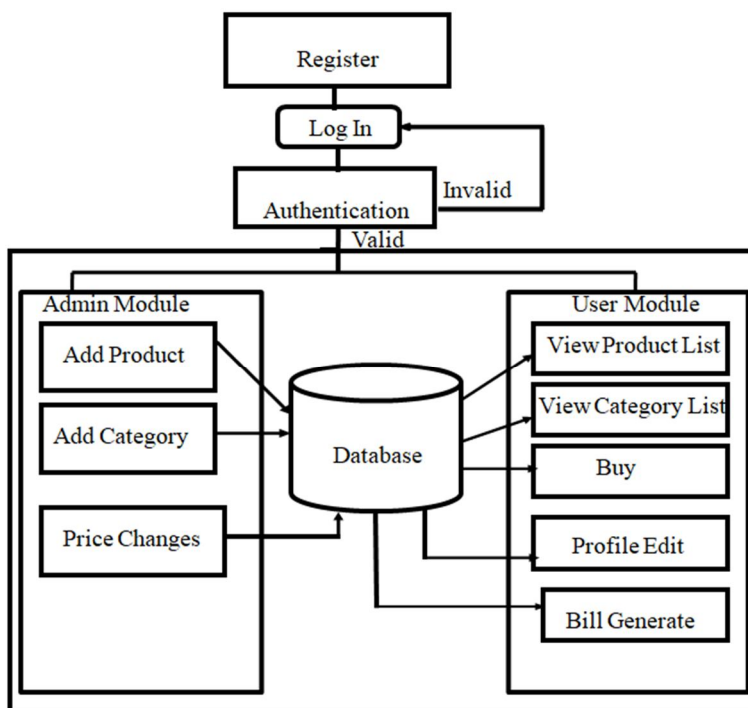 Register
Log In
Invalid
Authentication
Valid
Admin Module
User Module
Add Product
View Product List
Add Category
View Category List
Database
Buy
Price Changes
Profile Edit
Bill Generate